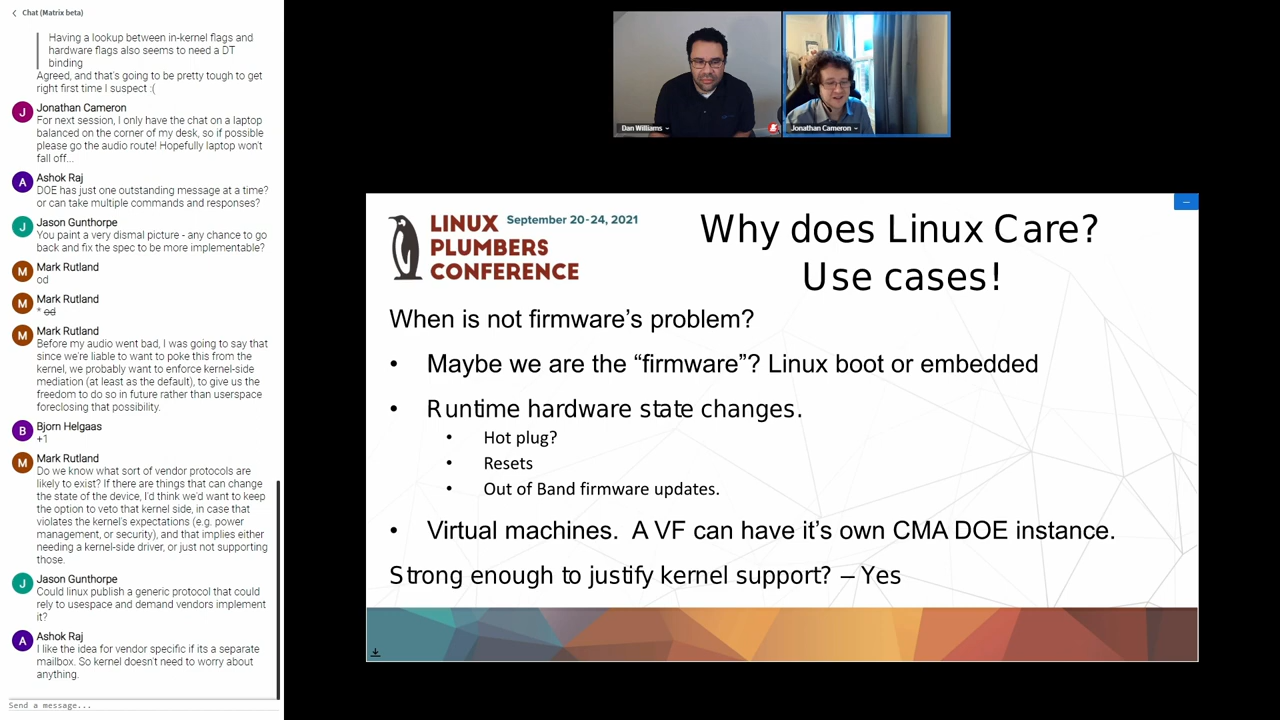 Chat (Matrix beta)
Having a lookup between in-kernel flags and
hardware flags also seems to need a DT
binding
Agreed, and that's going to be pretty tough to get
right first time I suspect :(
J
Jonathan Cameron
For next session, I only have the chat on a laptop
balanced on the corner of my desk, so if possible
please go the audio route! Hopefully laptop won't
fall off...
A
Ashok Raj
DOE has just one outstanding message at a time?
or can take multiple commands and responses?
J
Jason Gunthorpe
You paint a very dismal picture - any chance to go
back and fix the spec to be more implementable?
M
Mark Rutland
od
M
Mark Rutland
* od
M
Mark Rutland
Before my audio went bad, I was going to say that
since we're liable to want to poke this from the
kernel, we probably want to enforce kernel-side
mediation (at least as the default), to give us the
freedom to do so in future rather than userspace
foreclosing that possibility.
B
Bjorn Helgaas
+1
M
Mark Rutland
Do we know what sort of vendor protocols are
likely to exist? If there are things that can change
the state of the device, I'd think we'd want to keep
the option to veto that kernel side, in case that
violates the kernel's expectations (e.g. power
management, or security), and that implies either
needing a kernel-side driver, or just not supporting
those.
J
Jason Gunthorpe
Could linux publish a generic protocol that could
rely to usespace and demand vendors implement
it?
A
Ashok Raj
I like the idea for vendor specific if its a separate
mailbox. So kernel doesn't need to worry about
anything.
Send a message...
Dan Williams
Jonathan Cameron
LINUX
PLUMBERS
CONFERENCE
September 20-24, 2021
Why does Linux Care?
Use cases!
When is not firmware's problem?
• Maybe we are the “firmware”? Linux boot or embedded
• Runtime hardware state changes.
• Hot plug?
• Resets
• Out of Band firmware updates.
• Virtual machines. A VF can have it's own CMA DOE instance.
Strong enough to justify kernel support? – Yes